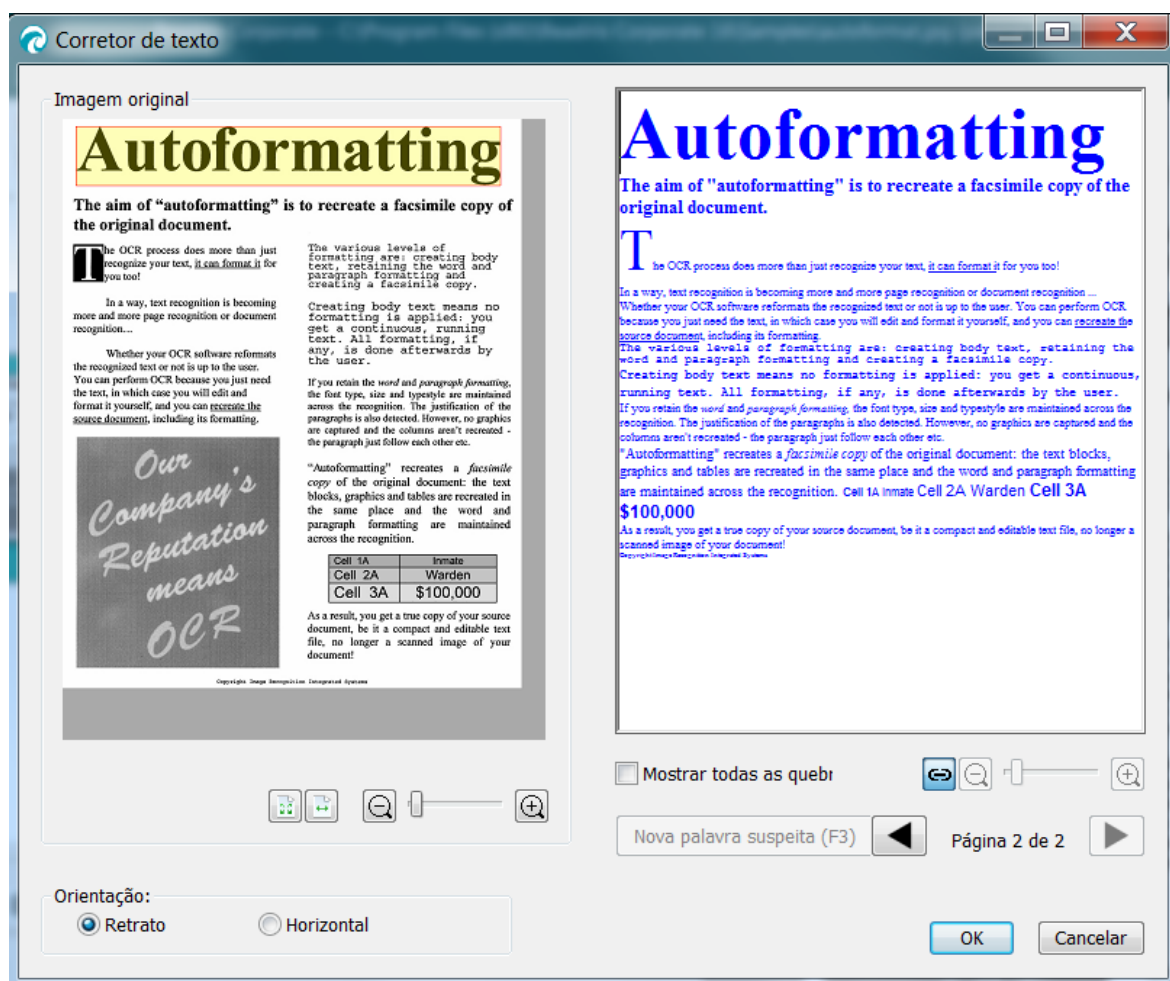 Corretor de texto
Imagem original
Autoformatting
The aim of “autoformatting” is to recreate a facsimile copy of
the original document.
The OCR process does more than just
recognize your text, it can format it for
you too!
In a way, text recognition is becoming
more and more page recognition or document
recognition...
Whether your OCR software reformats
the recognized text or not is up to the user.
You can perform OCR because you just need
the text, in which case you will edit and
format it yourself, and you can recreate the
source document, including its formatting.
Our
Company's
Reputation
means
OCR
The various levels of
formatting are: creating body
text, retaining the word and
paragraph formatting and
creating a facsimile copy.
Creating body text means no
formatting is applied: you
get a continuous, running
text. All formatting, if
any, is done afterwards by
the user.
If you retain the word and paragraph formatting,
the font type, size and typestyle are maintained
across the recognition. The justification of the
paragraphs is also detected. However, no graphics
are captured and the columns aren't recreated -
the paragraph just follow each other etc.
“Autoformatting” recreates a facsimile
copy of the original document: the text
blocks, graphics and tables are recreated in
the same place and the word and
paragraph formatting are maintained
across the recognition.
Cell 1A Inmate
Cell 2A Warden
Cell 3A $100,000
As a result, you get a true copy of your source
document, be it a compact and editable text
file, no longer a scanned image of your
document!
Copyright Image Recognition Integrated Systems
Autoformatting
The aim of "autoformatting" is to recreate a facsimile copy of the
original document.
The OCR process does more than just recognize your text, it can format it for you too!
In a way, text recognition is becoming more and more page recognition or document recognition ...
Whether your OCR software reformats the recognized text or not is up to the user. You can perform OCR
because you just need the text, in which case you will edit and format it yourself, and you can recreate the
source document, including its formatting.
The various levels of formatting are: creating body text, retaining the
word and paragraph formatting and creating a facsimile copy.
Creating body text means no formatting is applied: you get a continuous,
running text. All formatting, if any, is done afterwards by the user.
If you retain the word and paragraph formatting, the font type, size and typestyle are maintained across the
recognition. The justification of the paragraphs is also detected. However, no graphics are captured and the
columns aren't recreated - the paragraph just follow each other etc.
"Autoformatting" recreates a facsimile copy of the original document: the text blocks,
graphics and tables are recreated in the same place and the word and paragraph formatting
are maintained across the recognition. Cell 1A Inmate Cell 2A Warden Cell 3A
$100,000
As a result, you get a true copy of your source document, be it a compact and editable text file, no longer a
scanned image of your document!
Copyright Image Recognition Integrated Systems
Mostrar todas as quebr
Nova palavra suspeita (F3)
Página 2 de 2
Orientação:
Retrato Horizontal
OK Cancelar